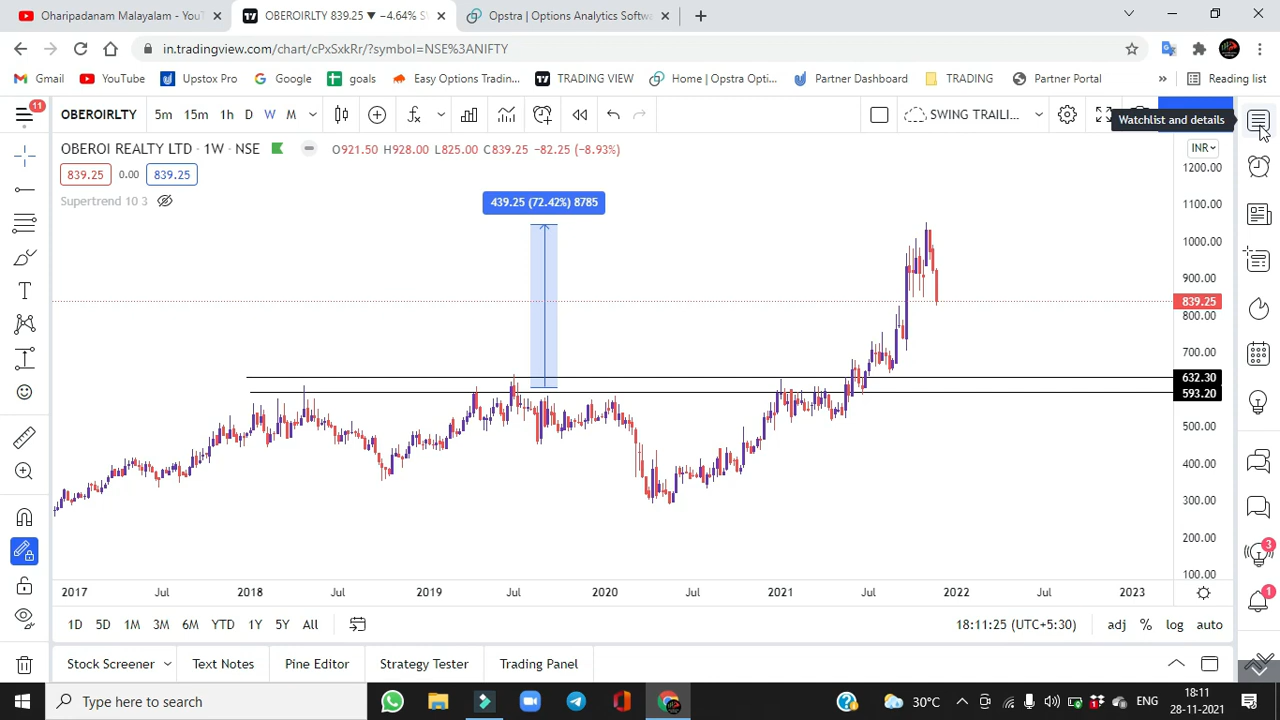 Oharipadanam Malayalam - YouT
OBEROIRLTY 839.25 ▼ −4.64% S
Opstra | Options Analytics Softw
in.tradingview.com/chart/cPxSxkRr/?symbol=NSE%3ANIFTY
Gmail
YouTube
Upstox Pro
Google
goals
Easy Options Tradin...
TRADING VIEW
Home | Opstra Opti...
Partner Dashboard
TRADING
Partner Portal
»
Reading list
11
OBEROIRLTY
5m
15m
1h
D
W
M
SWING TRAILI...
Watchlist and details
OBEROI REALTY LTD · 1W · NSE
O921.50 H928.00 L825.00 C839.25 −82.25 (−8.93%)
INR
839.25
0.00
839.25
Supertrend 10 3
439.25 (72.42%) 8785
1200.00
1100.00
1000.00
900.00
839.25
800.00
700.00
632.30
593.20
500.00
400.00
300.00
200.00
100.00
2017
Jul
2018
Jul
2019
Jul
2020
Jul
2021
Jul
2022
Jul
2023
1D
5D
1M
3M
6M
YTD
1Y
5Y
All
18:11:25 (UTC+5:30)
adj
%
log
auto
3
1
Stock Screener
Text Notes
Pine Editor
Strategy Tester
Trading Panel
Type here to search
30°C
ENG
18:11
28-11-2021